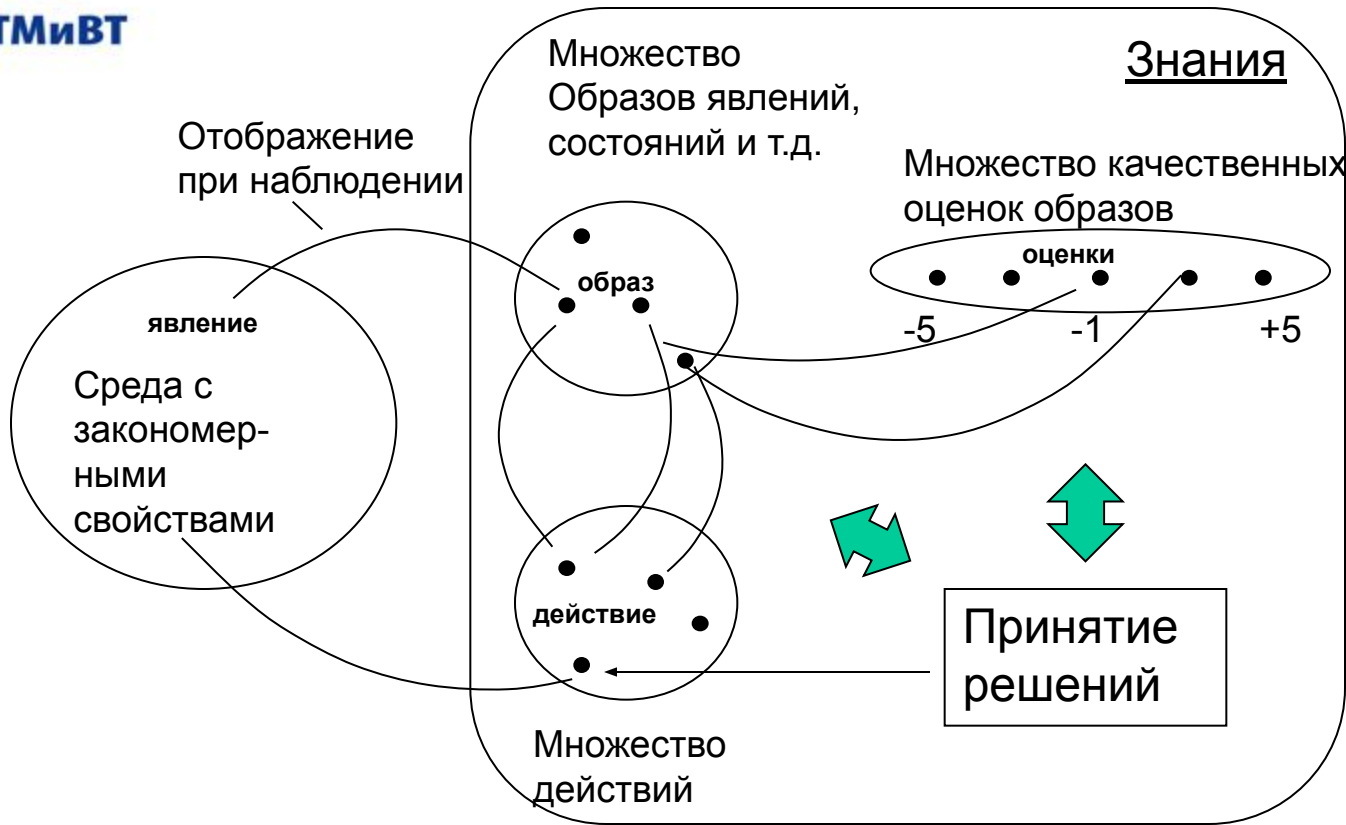 ТМиВТ
Множество
Образов явлений,
состояний и т.д.
Знания
Отображение
при наблюдении
Множество качественных
оценок образов
оценки
образ
явление
-5
-1
+5
Среда с
закономер-
ными
свойствами
действие
Принятие
решений
Множество
действий